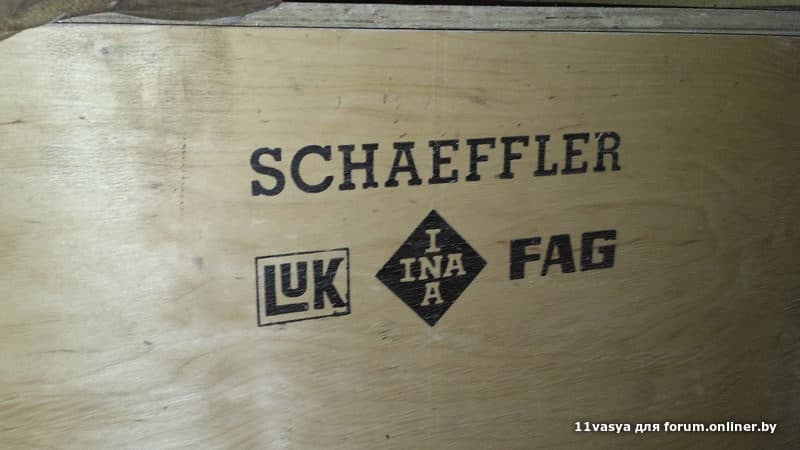 SCHAEFFLER
LUK
I
INA
A
FAG
11vasya для forum.onliner.by